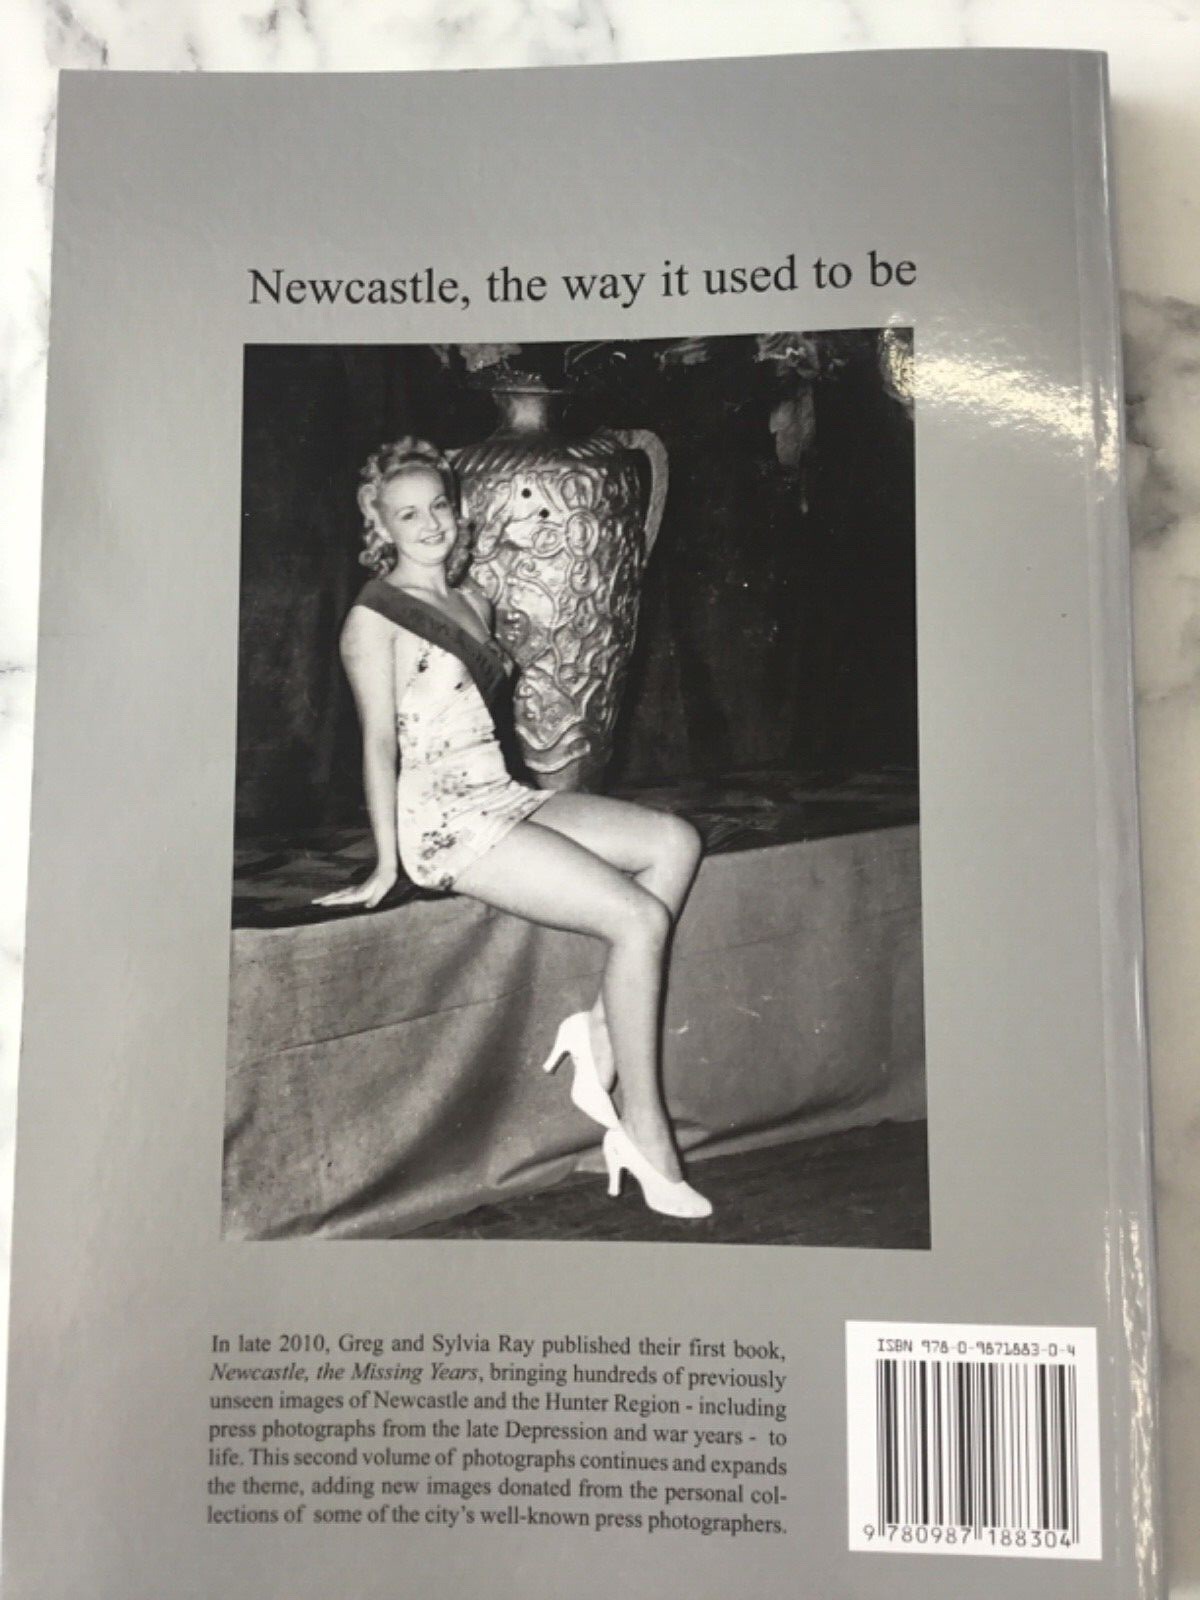 Newcastle, the way it used to be
In late 2010, Greg and Sylvia Ray published their first book,
Newcastle, the Missing Years, bringing hundreds of previously
unseen images of Newcastle and the Hunter Region - including
press photographs from the late Depression and war years - to
life. This second volume of photographs continues and expands
the theme, adding new images donated from the personal col-
lections of some of the city's well-known press photographers.
ISBN 978-0-9871883-0-4
9 780987 188304